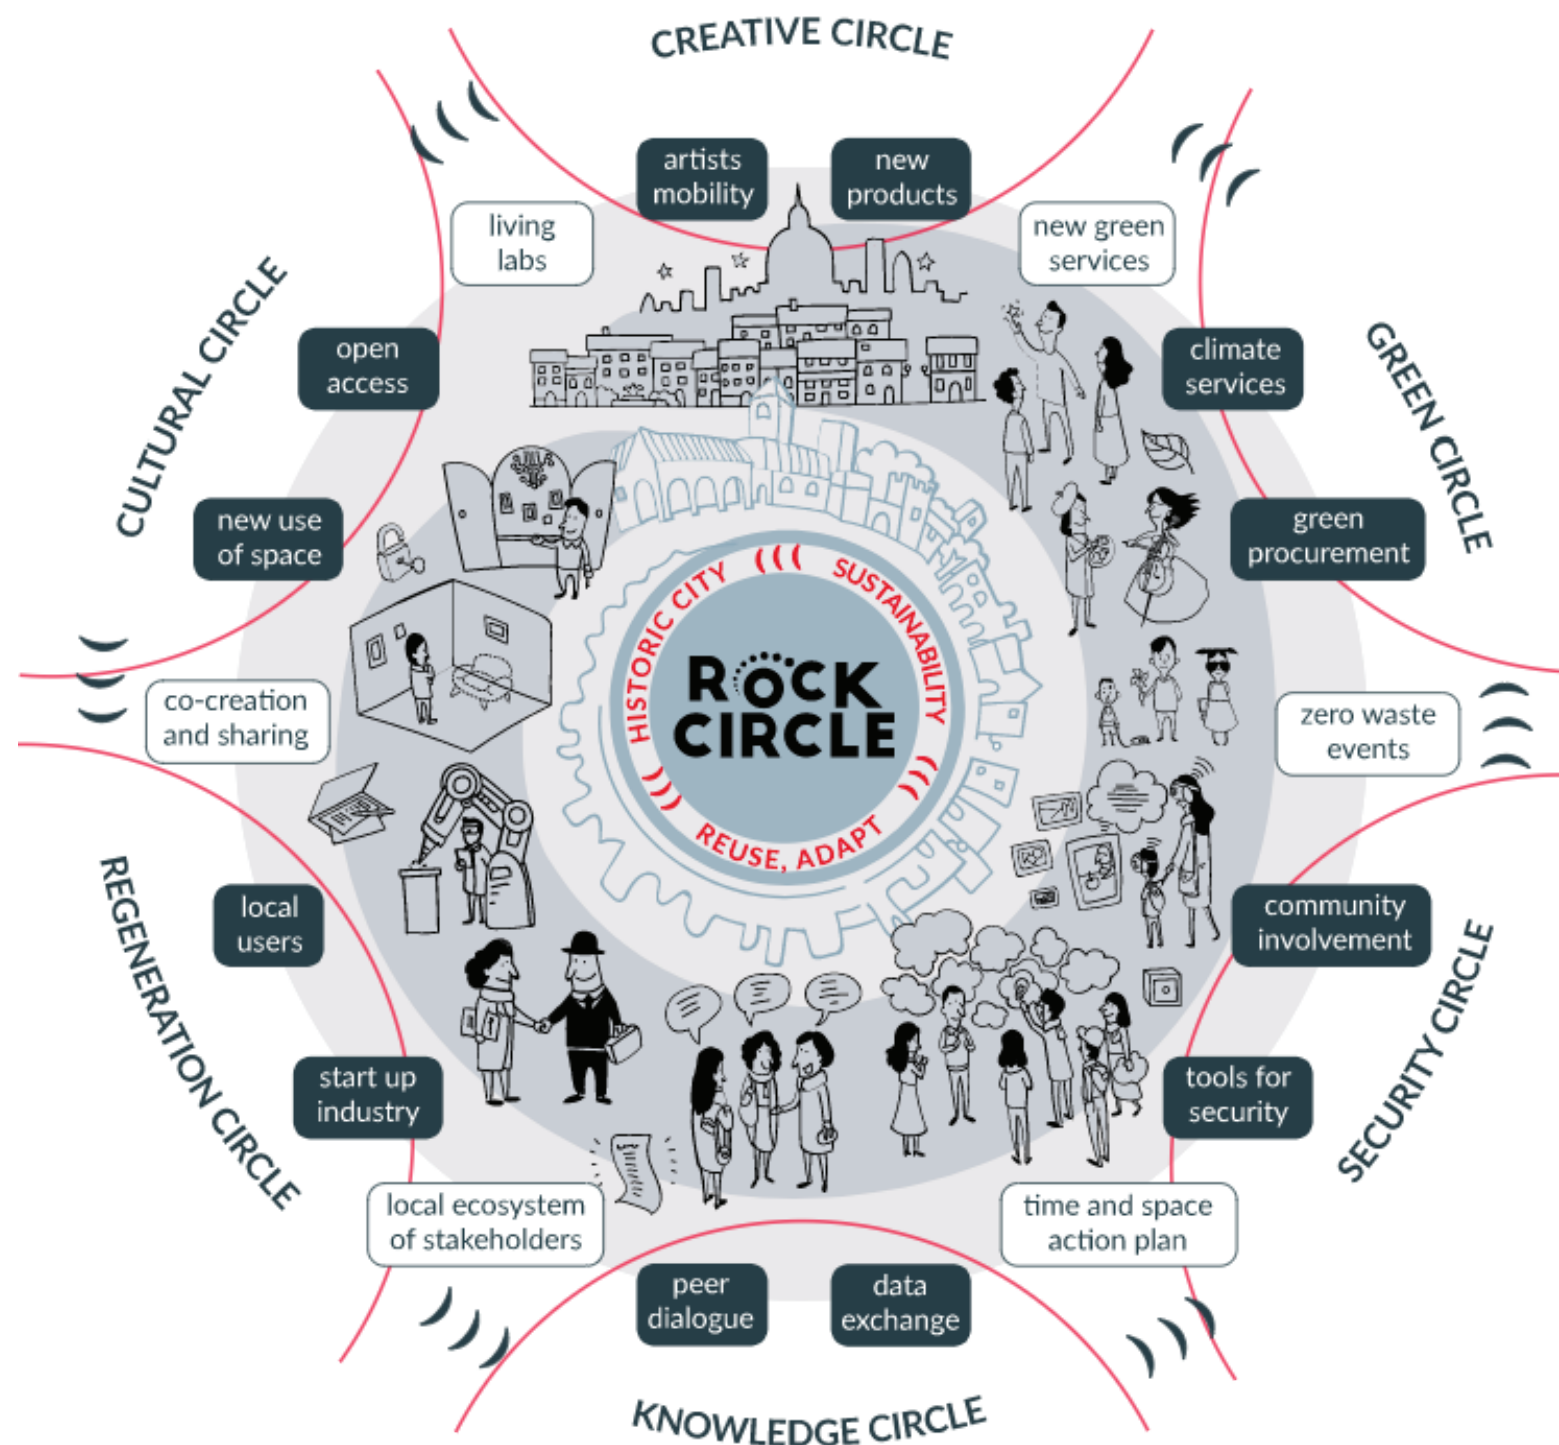 CREATIVE CIRCLE
artists
mobility
new
products
living
labs
new green
services
CULTURAL CIRCLE
open
access
climate
services
GREEN CIRCLE
new use
of space
green
procurement
HISTORIC CITY
SUSTAINABILITY
REUSE, ADAPT
ROCK
CIRCLE
co-creation
and sharing
zero waste
events
REGENERATION CIRCLE
local
users
community
involvement
SECURITY CIRCLE
start up
industry
tools for
security
local ecosystem
of stakeholders
time and space
action plan
peer
dialogue
data
exchange
KNOWLEDGE CIRCLE